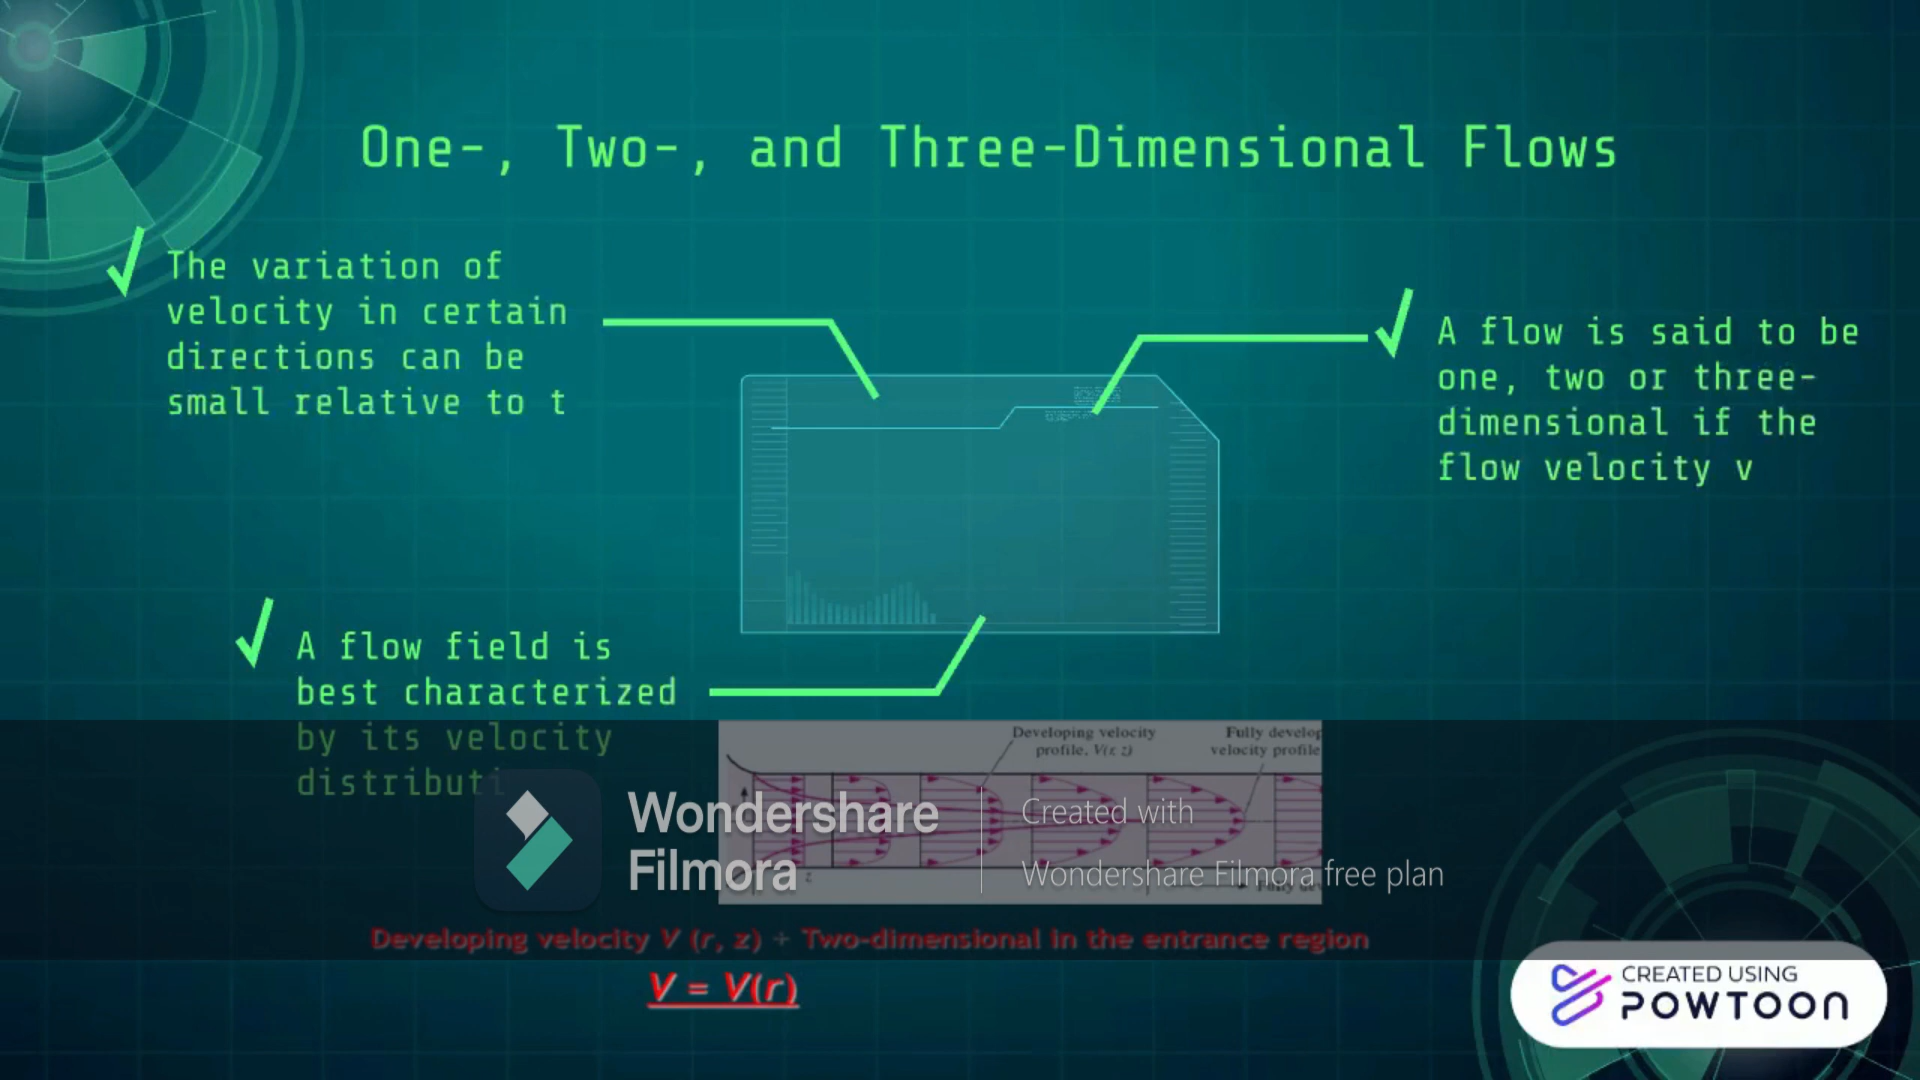 One-, Two-, and Three-Dimensional Flows
The variation of
velocity in certain
directions can be
small relative to t
A flow is said to be
one, two or three-
dimensional if the
flow velocity v
A flow field is
best characterized
by its velocity
distributi
Developing velocity
profile, V(r, z)
Fully develop
velocity profile
z
Wondershare
Filmora
Created with
Wondershare Filmora free plan
Developing velocity V (r, z) ÷ Two-dimensional in the entrance region
V = V(r)
CREATED USING
POWTOON